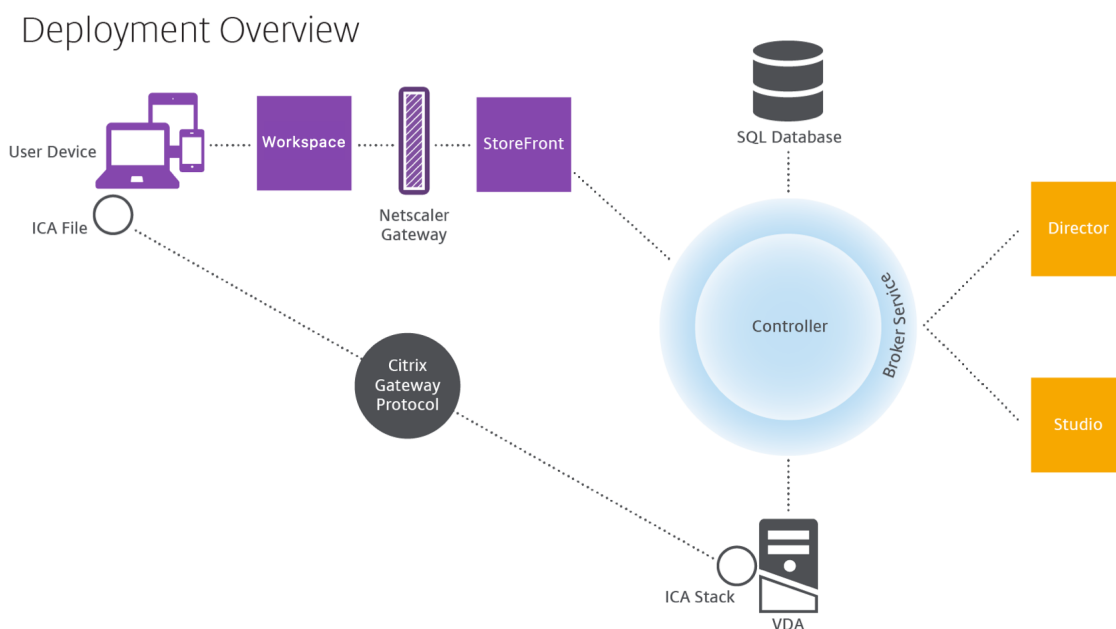 Deployment Overview
SQL Database
User Device
Workspace
StoreFront
Netscaler
Gateway
ICA File
Director
Controller
Broker Service
Citrix
Gateway
Protocol
Studio
ICA Stack
VDA